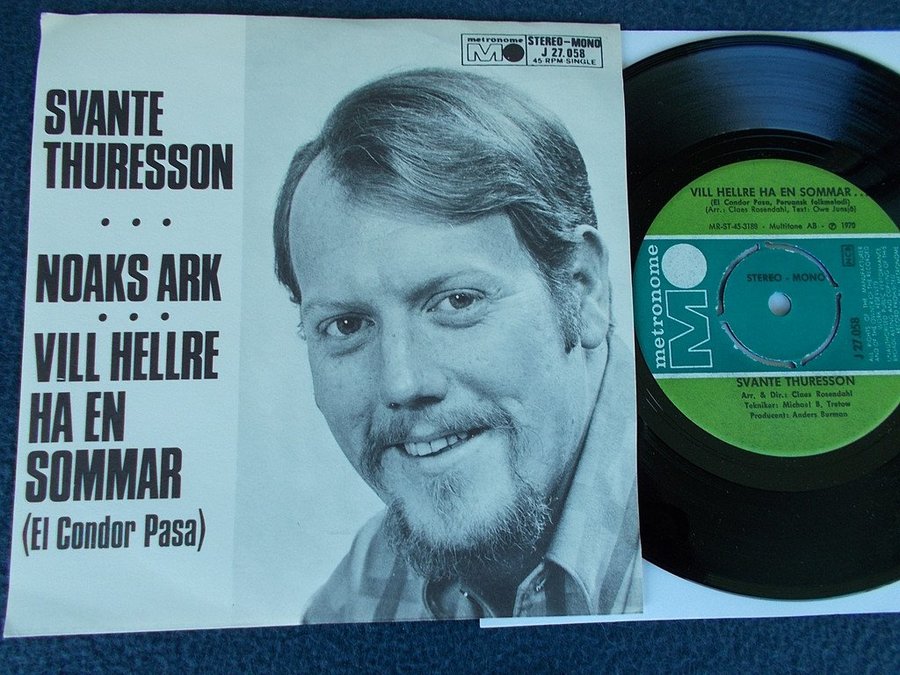 SVANTE
THURESSON
...
NOAKS ARK
...
VILL HELLRE
HA EN
SOMMAR
(El Condor Pasa)
metronome
STEREO-MONO
J 27.058
45 RPM SINGLE
VILL HELLRE HA EN SOMMAR...
(El Condor Pasa, Peruansk folkmelodi)
(Arr.: Claes Rosendahl, Text: Owe Junsjö)
MR-ST-45-3188 - Multitone AB - ℗ 1970
metronome
STEREO - MONO
NCB
J 27 058
SVANTE THURESSON
Arr. & Dir.: Claes Rosendahl
Tekniker: Michael B. Tretow
Producent: Anders Burman